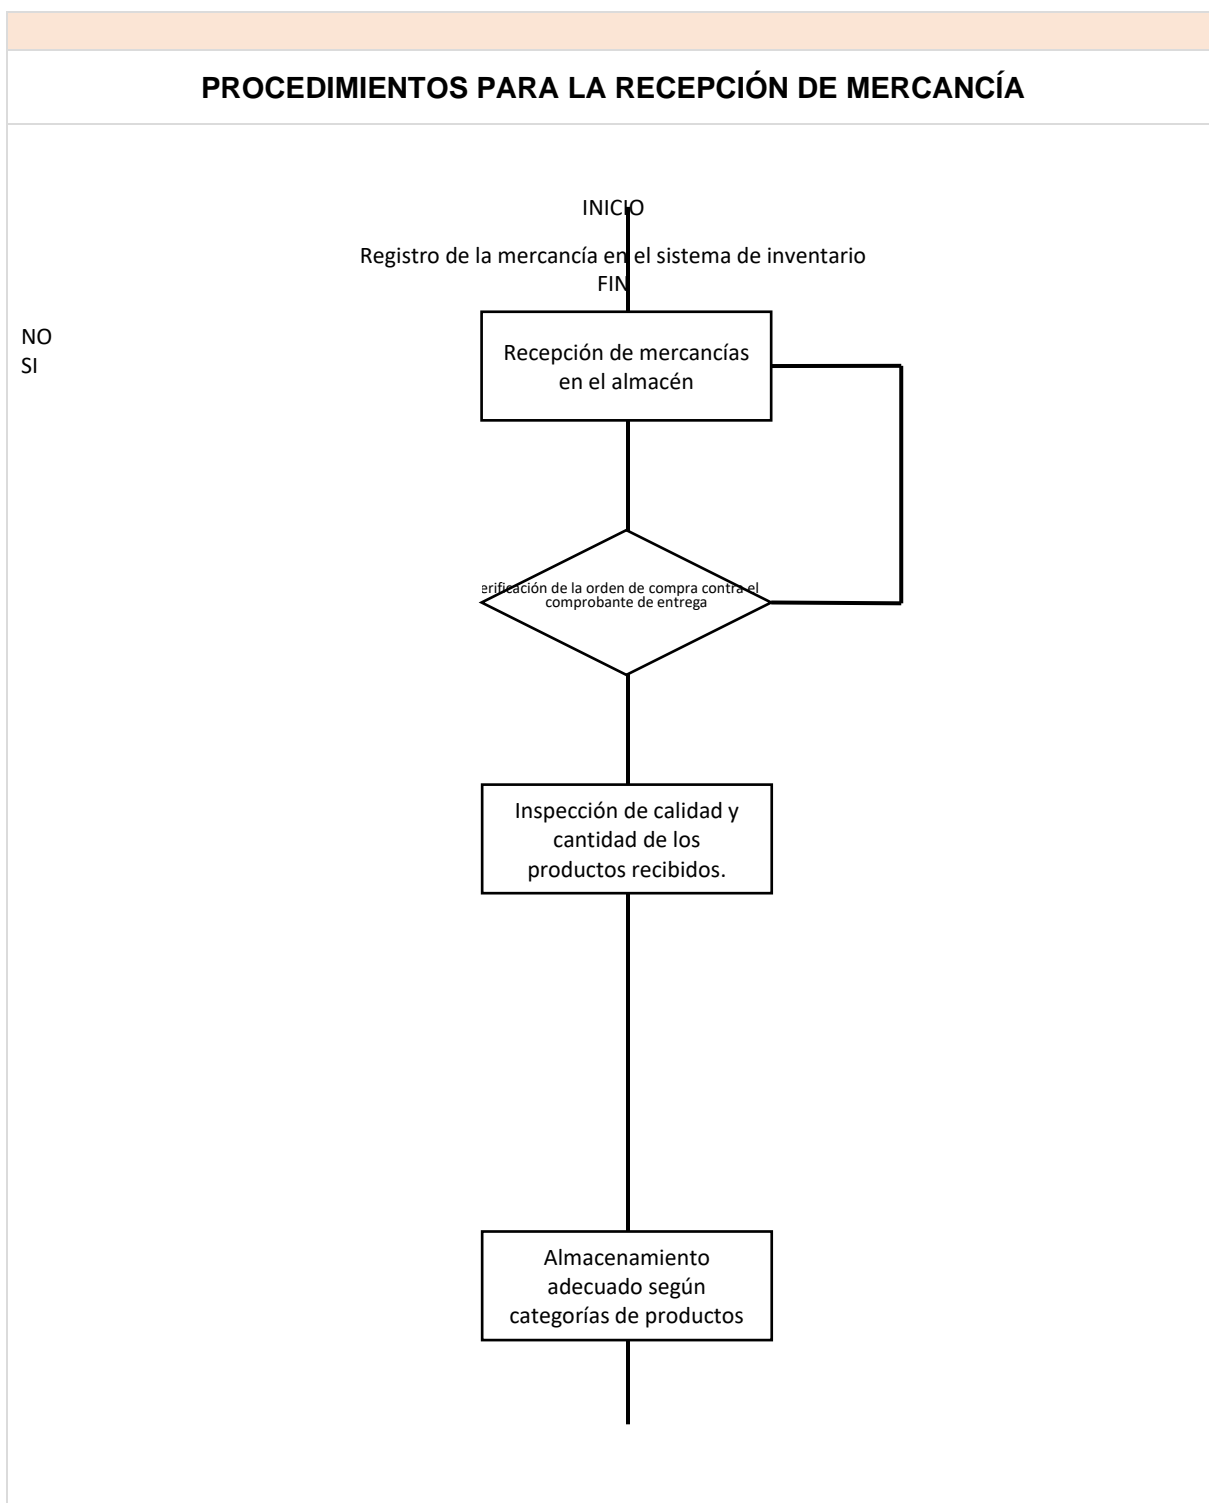 PROCEDIMIENTOS PARA LA RECEPCIÓN DE MERCANCÍA
INICIO
Registro de la mercancía en el sistema de inventario
FIN
NO
SI
Recepción de mercancías
en el almacén
erificación de la orden de compra contra el
comprobante de entrega
Inspección de calidad y
cantidad de los
productos recibidos.
Almacenamiento
adecuado según
categorías de productos